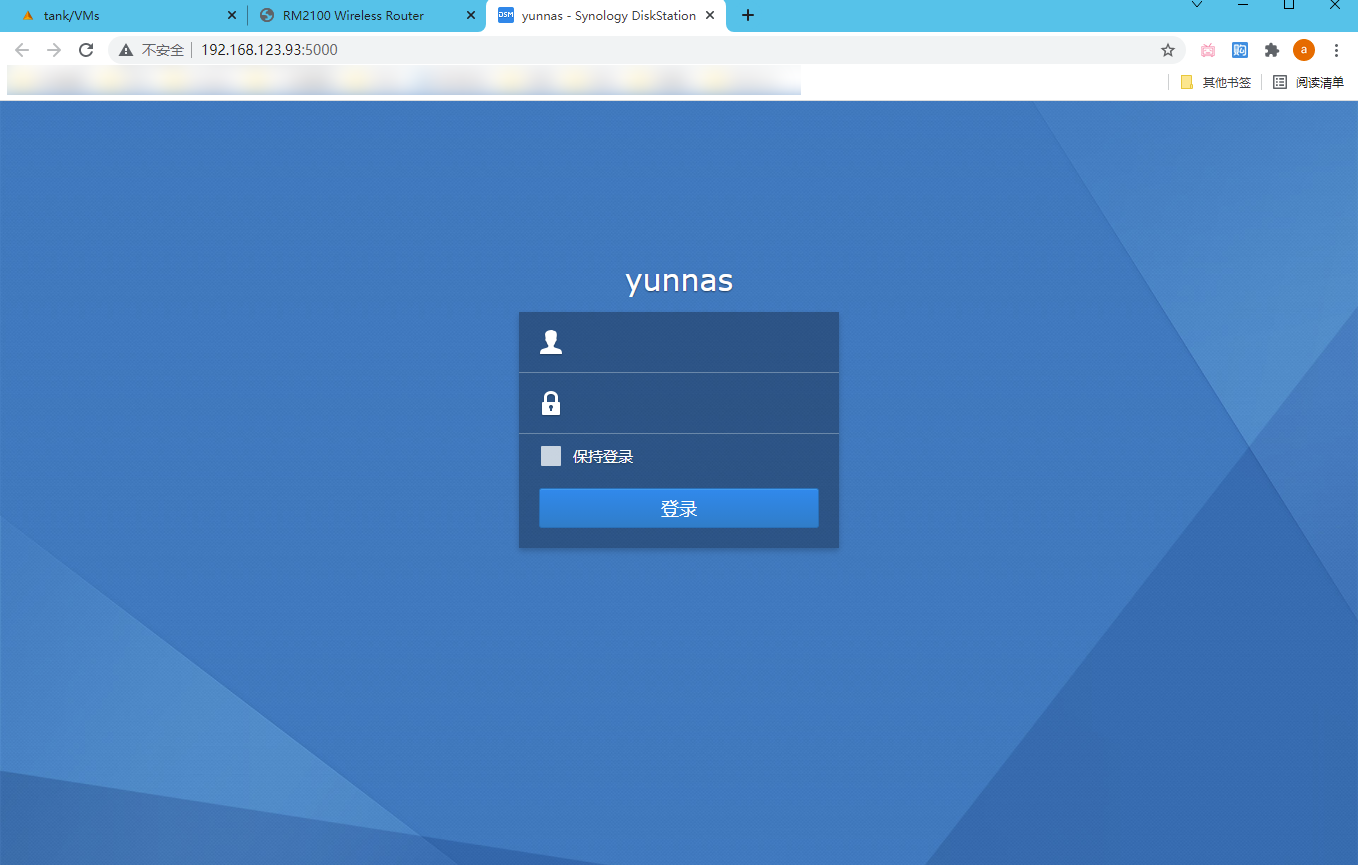 tank/VMs
RM2100 Wireless Router
DSM yunnas - Synology DiskStation
不安全 192.168.123.93:5000
购
a
其他书签
阅读清单
yunnas
保持登录
登录